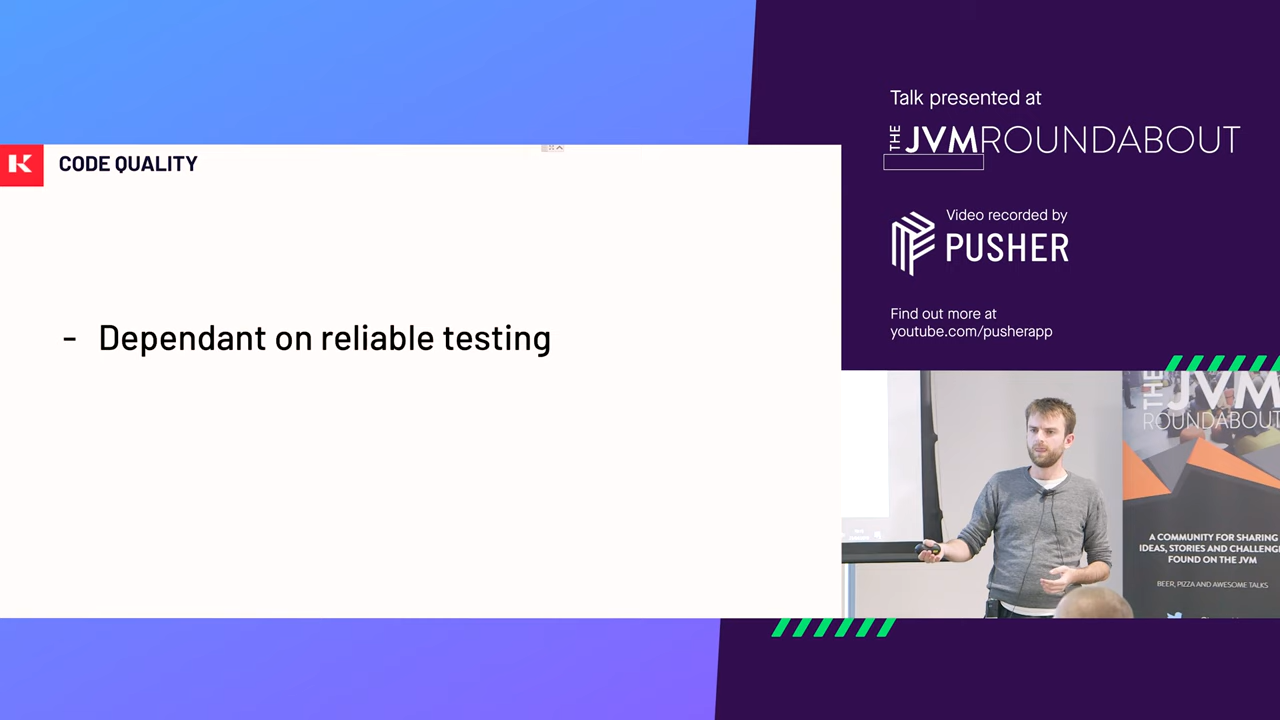 K CODE QUALITY
- Dependant on reliable testing
Talk presented at
THE JVMROUNDABOUT
Video recorded by
PUSHER
Find out more at
youtube.com/pusherapp
THE JVM
ROUNDABOUT
A COMMUNITY FOR SHARING
IDEAS, STORIES AND
FOUND ON THE JVM
BEER, PIZZA AND AWESOME TALKS